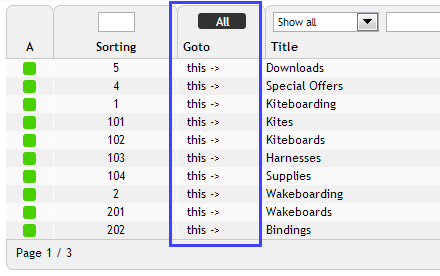 All Show all
A Sorting Goto Title
5 this -> Downloads
4 this -> Special Offers
1 this -> Kiteboarding
101 this -> Kites
102 this -> Kiteboards
103 this -> Harnesses
104 this -> Supplies
2 this -> Wakeboarding
201 this -> Wakeboards
202 this -> Bindings
Page 1 / 3